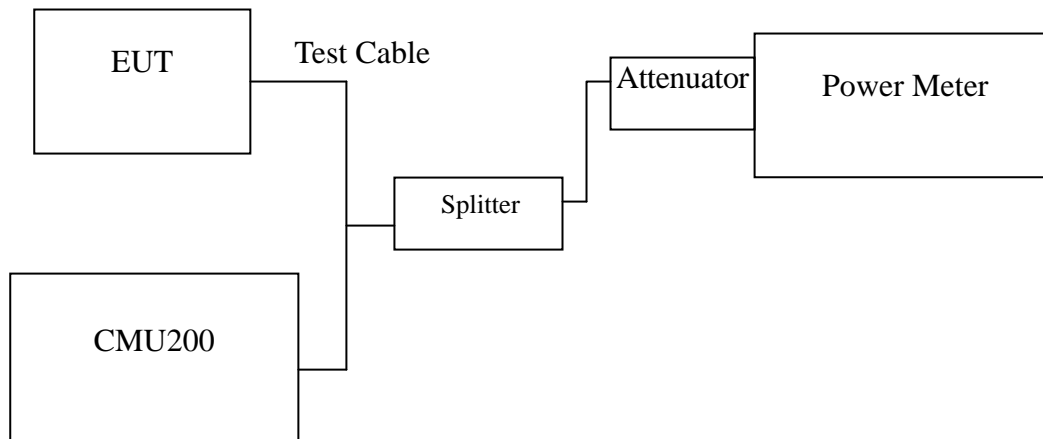 EUT
Test Cable
Attenuator
Power Meter
Splitter
CMU200